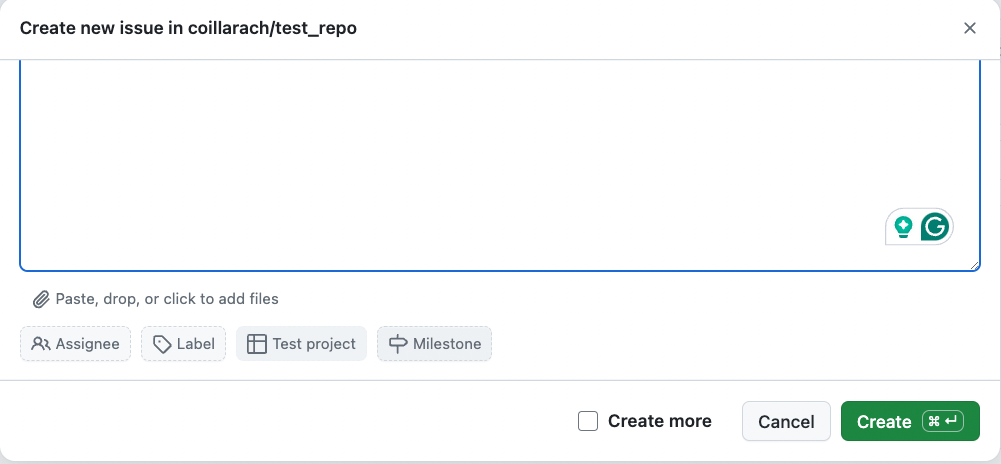 Create new issue in coillarach/test_repo
Paste, drop, or click to add files
Assignee Label Test project Milestone
Create more Cancel Create ⌘ ↵